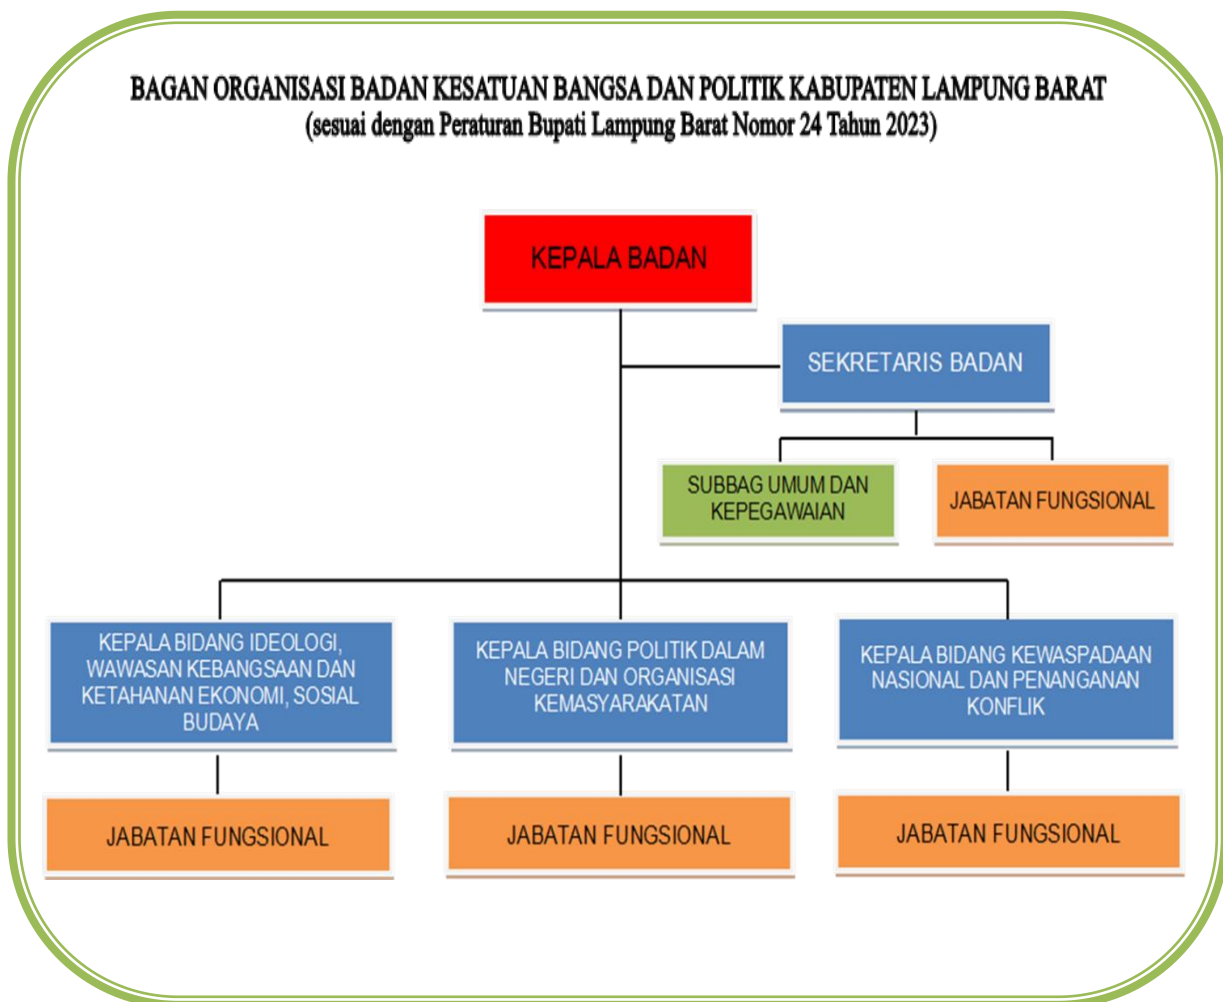 BAGAN ORGANISASI BADAN KESATUAN BANGSA DAN POLITIK KABUPATEN LAMPUNG BARAT
(sesuai dengan Peraturan Bupati Lampung Barat Nomor 24 Tahun 2023)
KEPALA BADAN
SEKRETARIS BADAN
SUBBAG UMUM DAN
KEPEGAWAIAN
JABATAN FUNGSIONAL
KEPALA BIDANG IDEOLOGI,
WAWASAN KEBANGSAAN DAN
KETAHANAN EKONOMI, SOSIAL
BUDAYA
KEPALA BIDANG POLITIK DALAM
NEGERI DAN ORGANISASI
KEMASYARAKATAN
KEPALA BIDANG KEWASPADAAN
NASIONAL DAN PENANGANAN
KONFLIK
JABATAN FUNGSIONAL
JABATAN FUNGSIONAL
JABATAN FUNGSIONAL